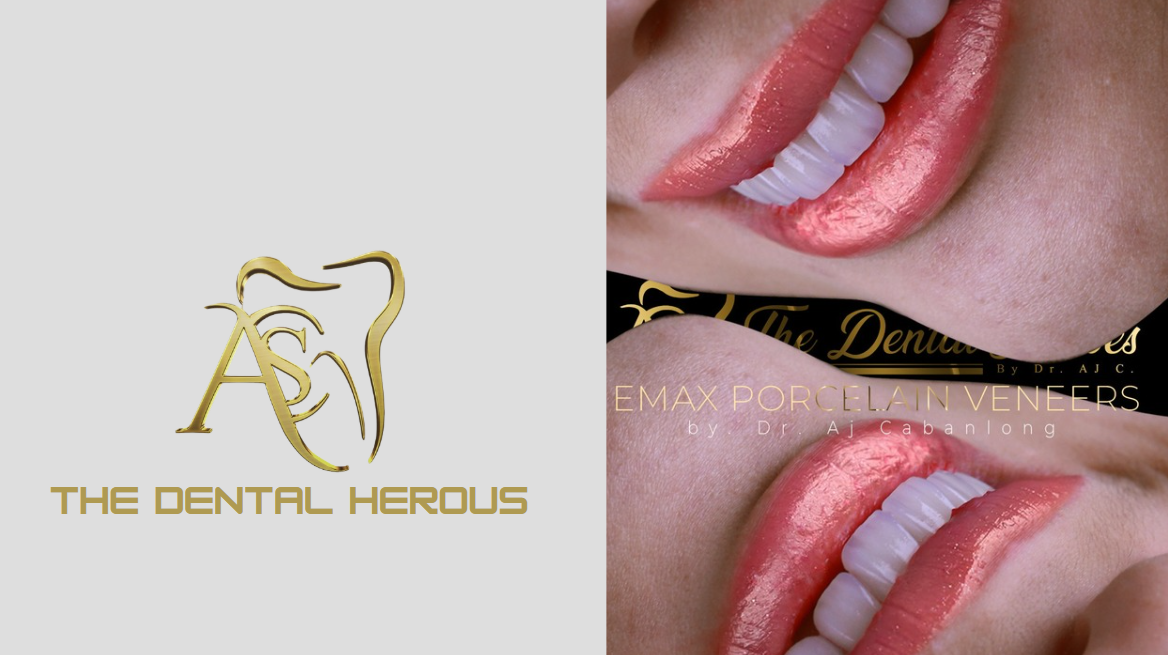 ASC
THE DENTAL HEROUS
The Dental
By Dr. AJ C.
EMAX PORCELAIN VENEERS
by Dr Aj Cabanlong